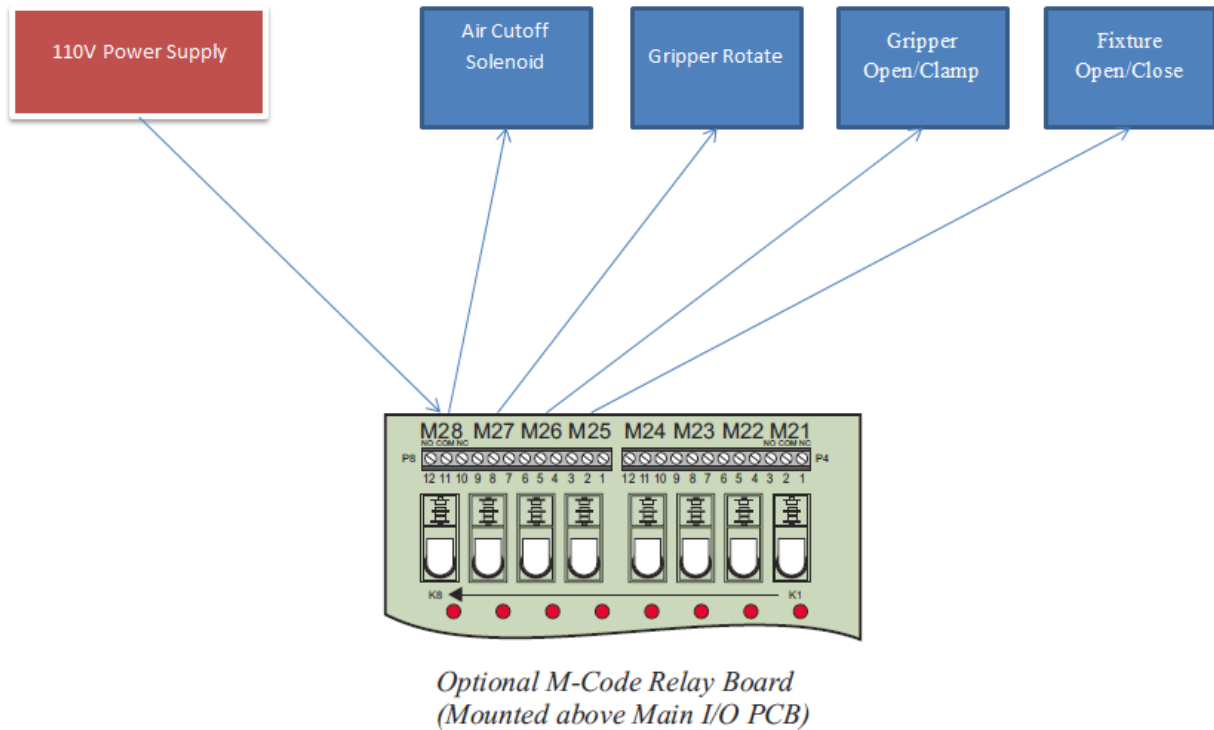 110V Power Supply
Air Cutoff
Solenoid
Gripper Rotate
Gripper
Open/Clamp
Fixture
Open/Close
M28 M27 M26 M25 M24 M23 M22 M21
NO COM NC NO COM NC
P8 P4
12 11 10 9 8 7 6 5 4 3 2 1 12 11 10 9 8 7 6 5 4 3 2 1
K8 K1
Optional M-Code Relay Board
(Mounted above Main I/O PCB)